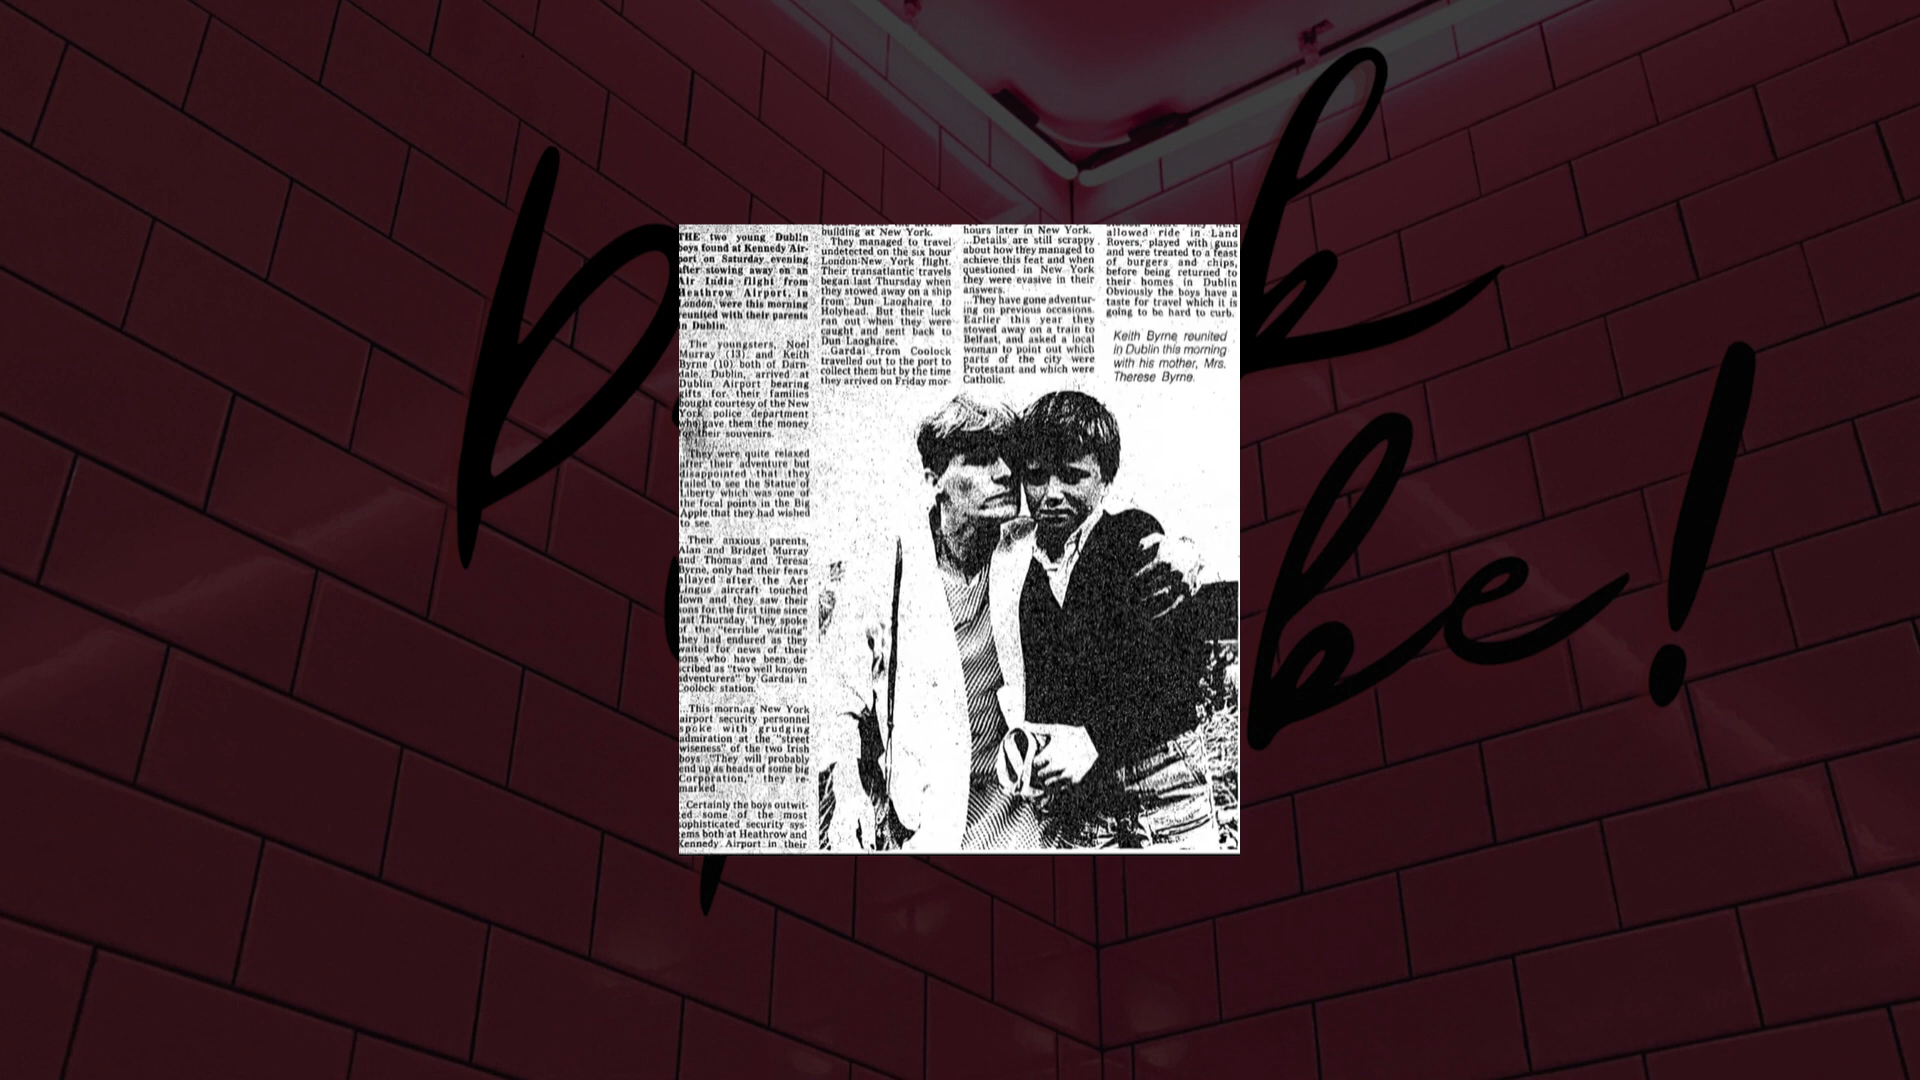 THE two young Dublin
boys found at Kennedy Air-
port on Saturday evening
after stowing away on an
Air India flight from
Heathrow Airport, in
London, were this morning
reunited with their parents
in Dublin.
The youngsters, Noel
Murray (13) and Keith
Byrne (10) both of Darn-
dale, Dublin, arrived at
Dublin Airport bearing
gifts for their families
bought courtesy of the New
York police department
who gave them the money
for their souvenirs.
They were quite relaxed
after their adventure but
disappointed that they
failed to see the Statue of
Liberty which was one of
the focal points in the Big
Apple that they had wished
to see.
Their anxious parents,
Alan and Bridget Murray
and Thomas and Teresa
Byrne, only had their fears
allayed after the Aer
Lingus aircraft touched
down and they saw their
sons for the first time since
last Thursday. They spoke
of the "terrible waiting"
they had endured as they
waited for news of their
sons who have been de-
scribed as "two well known
adventurers" by Gardai in
Coolock station.
...This morning New York
airport security personnel
spoke with grudging
admiration at the "street
wiseness" of the two Irish
boys. "They will probably
end up as heads of some big
Corporation," they re-
marked.
...Certainly the boys outwit-
ted some of the most
sophisticated security sys-
tems both at Heathrow and
Kennedy Airport in their
building at New York.
...They managed to travel
undetected on the six hour
London-New York flight.
Their transatlantic travels
began last Thursday when
they stowed away on a ship
from Dun Laoghaire to
Holyhead. But their luck
ran out when they were
caught and sent back to
Dun Laoghaire.
...Gardai from Coolock
travelled out to the port to
collect them but by the time
they arrived on Friday mor-
hours later in New York.
...Details are still scrappy
about how they managed to
achieve this feat and when
questioned in New York
they were evasive in their
answers.
...They have gone adventur-
ing on previous occasions.
Earlier this year they
stowed away on a train to
Belfast, and asked a local
woman to point out which
parts of the city were
Protestant and which were
Catholic.
allowed ride in Land
Rovers, played with guns
and were treated to a feast
of burgers and chips,
before being returned to
their homes in Dublin
Obviously the boys have a
taste for travel which it is
going to be hard to curb.
Keith Byrne reunited
in Dublin this morning
with his mother, Mrs.
Therese Byrne.